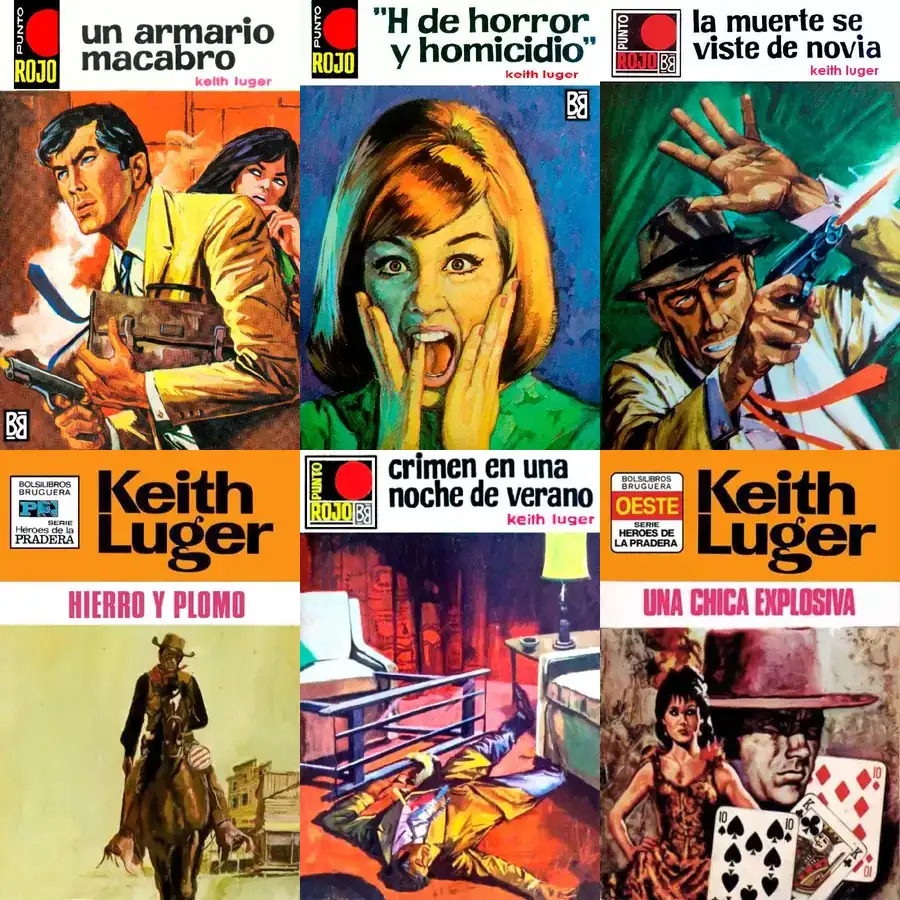 PUNTO
ROJO
un armario
macabro
keith luger
BB
PUNTO
ROJO
"H de horror
y homicidio"
keith luger
BB
PUNTO
ROJO BB
la muerte se
viste de novia
keith luger
BOLSILIBROS
BRUGUERA
SERIE
Héroes de la
PRADERA
Keith
Luger
HIERRO Y PLOMO
PUNTO
ROJO BB
crimen en una
noche de verano
keith luger
BOLSILIBROS
BRUGUERA
OESTE
SERIE
HEROES DE
LA PRADERA
Keith
Luger
UNA CHICA EXPLOSIVA
10
10
K
10
10